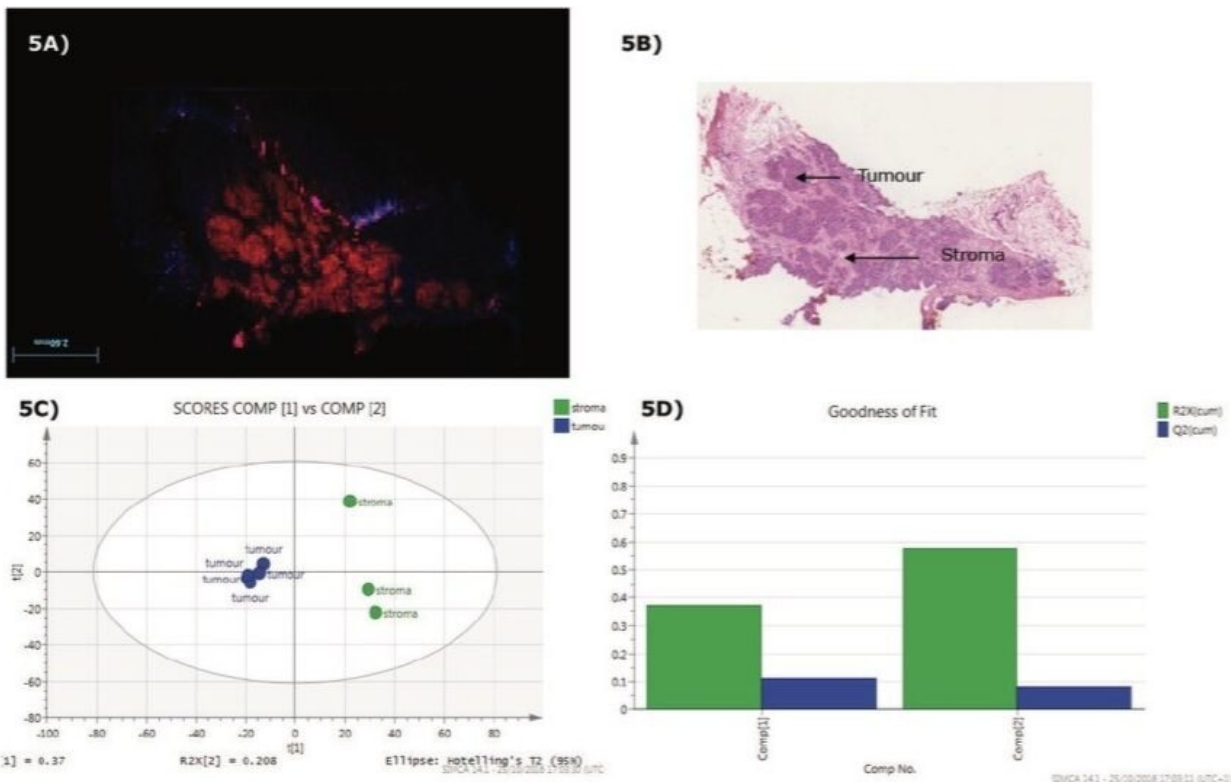 5A)
2.60mm
5B)
Tumour
Stroma
5C)
SCORES COMP [1] vs COMP [2]
stroma
tumou
60
40
20
0
-20
-40
-60
-80
t[2]
stroma
tumour
tumour
tumour
tumour
tumour
stroma
stroma
-100
-80
-60
-40
-20
0
20
40
60
80
t[1]
[1] = 0.37
R2X[2] = 0.208
Ellipse: Hotelling's T2 (95%)
5D)
Goodness of Fit
R2X(cum)
Q2(cum)
0.9
0.8
0.7
0.6
0.5
0.4
0.3
0.2
0.1
0
Comp[1]
Comp[2]
Comp No.